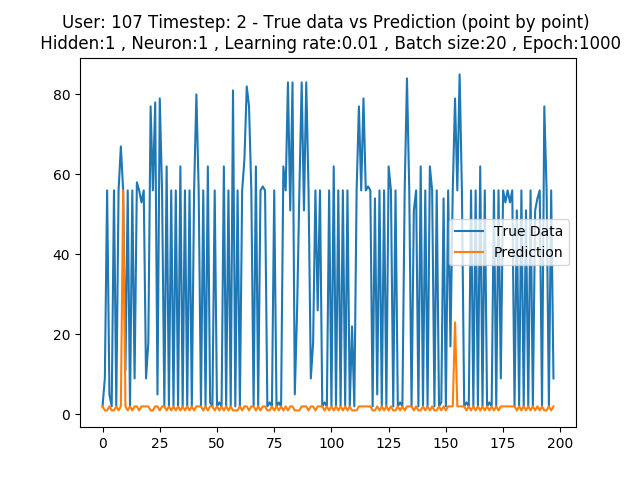 User: 107 Timestep: 2 - True data vs Prediction (point by point)
Hidden:1 , Neuron:1 , Learning rate:0.01 , Batch size:20 , Epoch:1000
80
60
40
20
0
True Data
Prediction
0 25 50 75 100 125 150 175 200